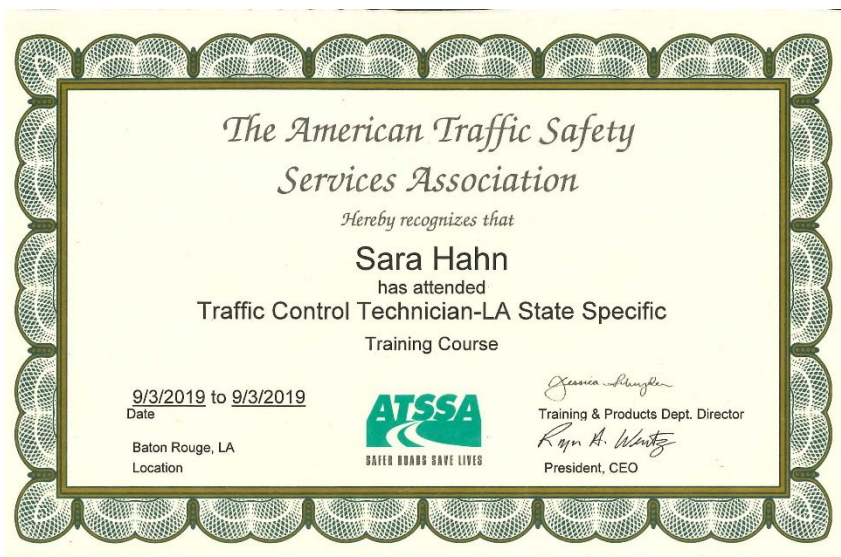 The American Traffic Safety
Services Association
Hereby recognizes that
Sara Hahn
has attended
Traffic Control Technician-LA State Specific
Training Course
9/3/2019 to 9/3/2019
Date
Baton Rouge, LA
Location
ATSSA
SAFER ROADS SAVE LIVES
Jessica
Training & Products Dept. Director
A. Wentz
President, CEO